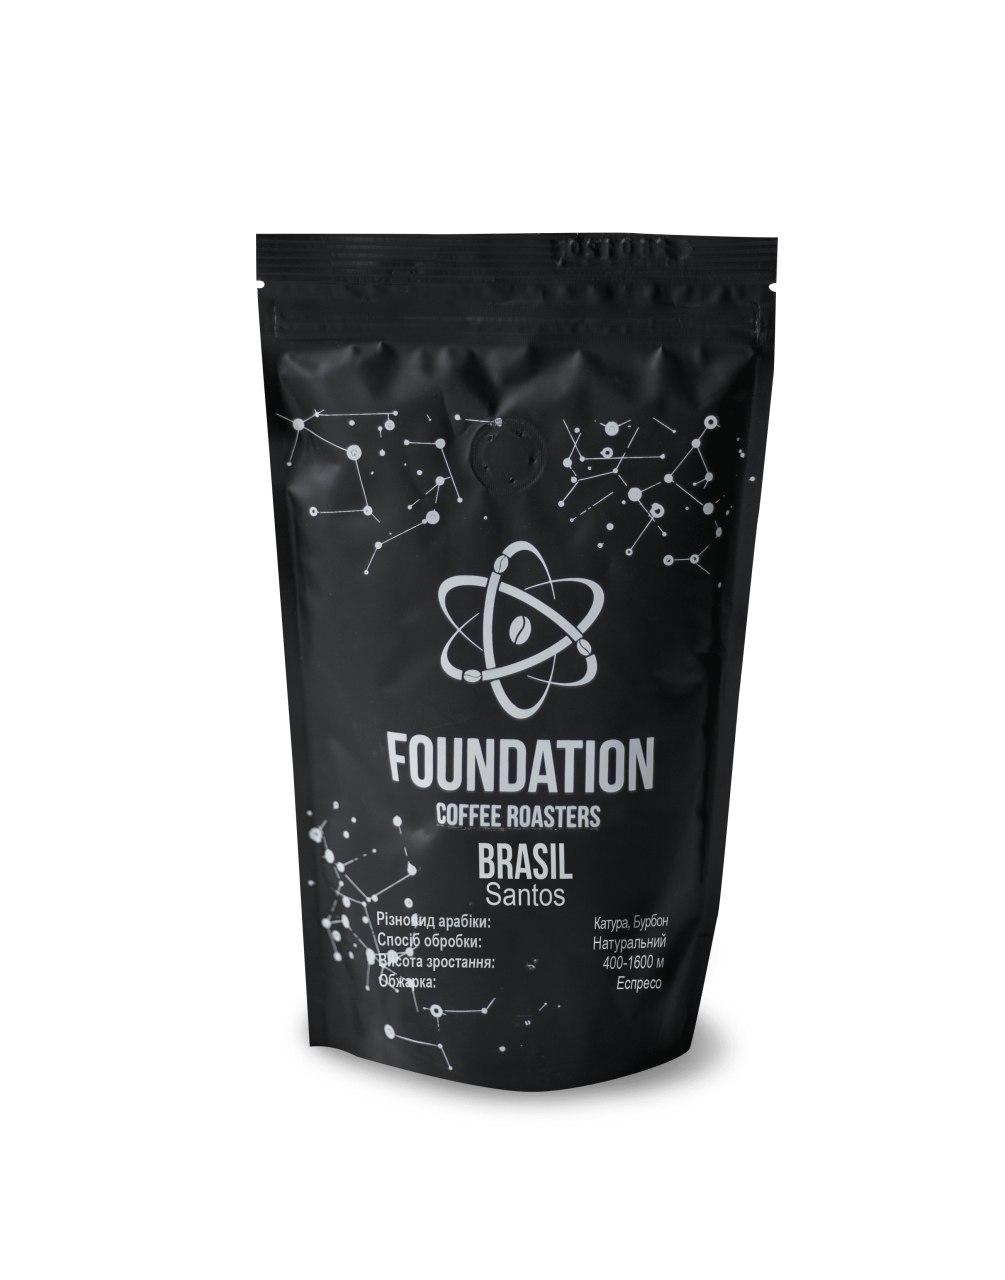 FOUNDATION
COFFEE ROASTERS
BRASIL
Santos
Різновид арабіки: Катура, Бурбон
Спосіб обробки: Натуральний
Висота зростання: 400-1600 м
Обжарка: Еспресо